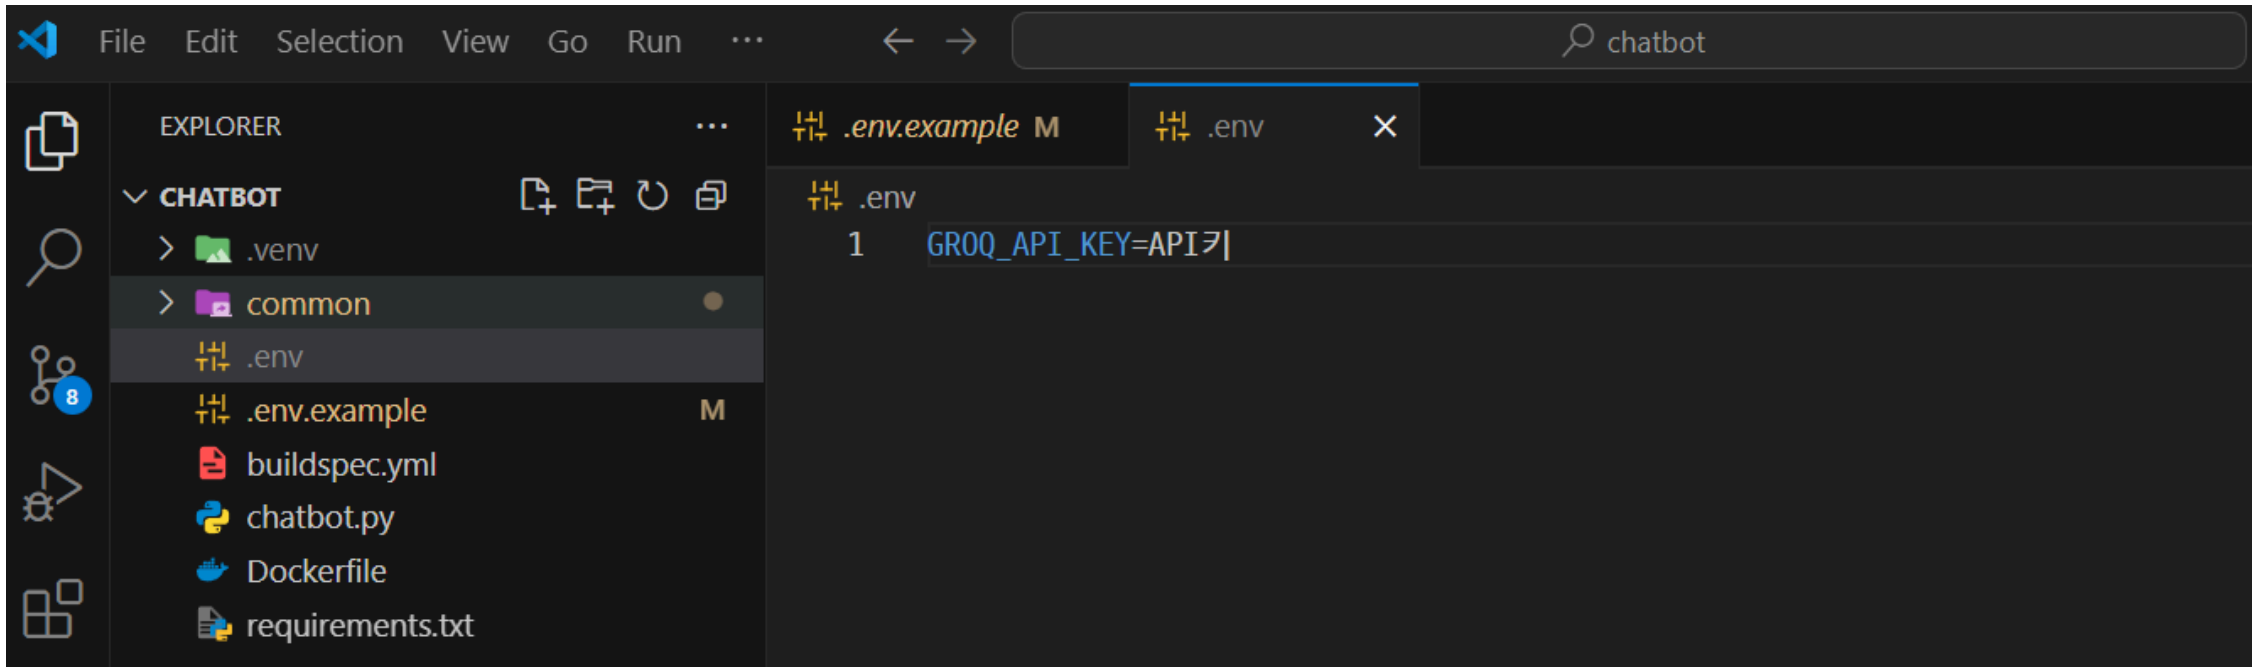 File Edit Selection View Go Run ···
chatbot
EXPLORER ···
CHATBOT
.venv
common
.env
.env.example M
buildspec.yml
chatbot.py
Dockerfile
requirements.txt
8
.env.example M .env
.env
1 GROQ_API_KEY=API키